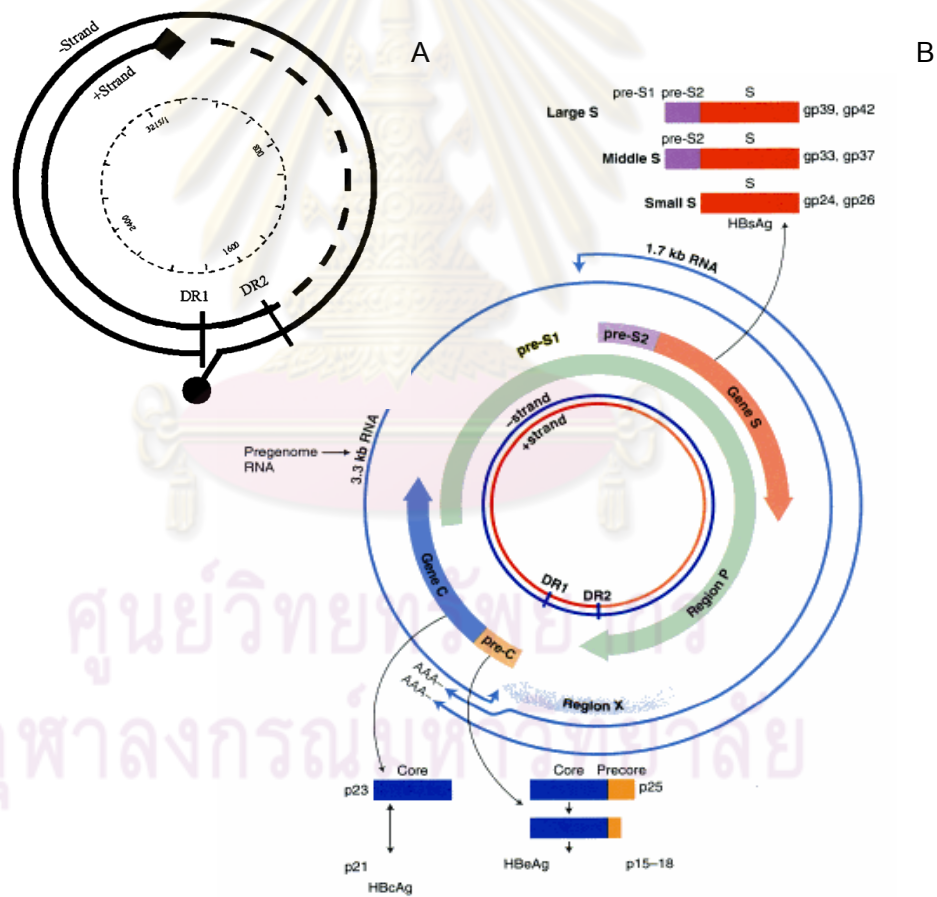 A
B
-Strand
+Strand
3215/1
800
1600
2400
DR1
DR2
pre-S1 pre-S2 S
Large S
gp39, gp42
pre-S2 S
Middle S
gp33, gp37
S
Small S
gp24, gp26
HBsAg
1.7 kb RNA
pre-S1
pre-S2
Gene S
–strand
+strand
Pregenome
RNA
3.3 kb RNA
Gene C
DR1
DR2
Region P
pre-C
AAA–
AAA–
Region X
ศูนย์วิทยทรัพยากร
จุฬาลงกรณ์มหาวิทยาลัย
Core
p23
p21
HBcAg
Core Precore
p25
HBeAg
p15–18